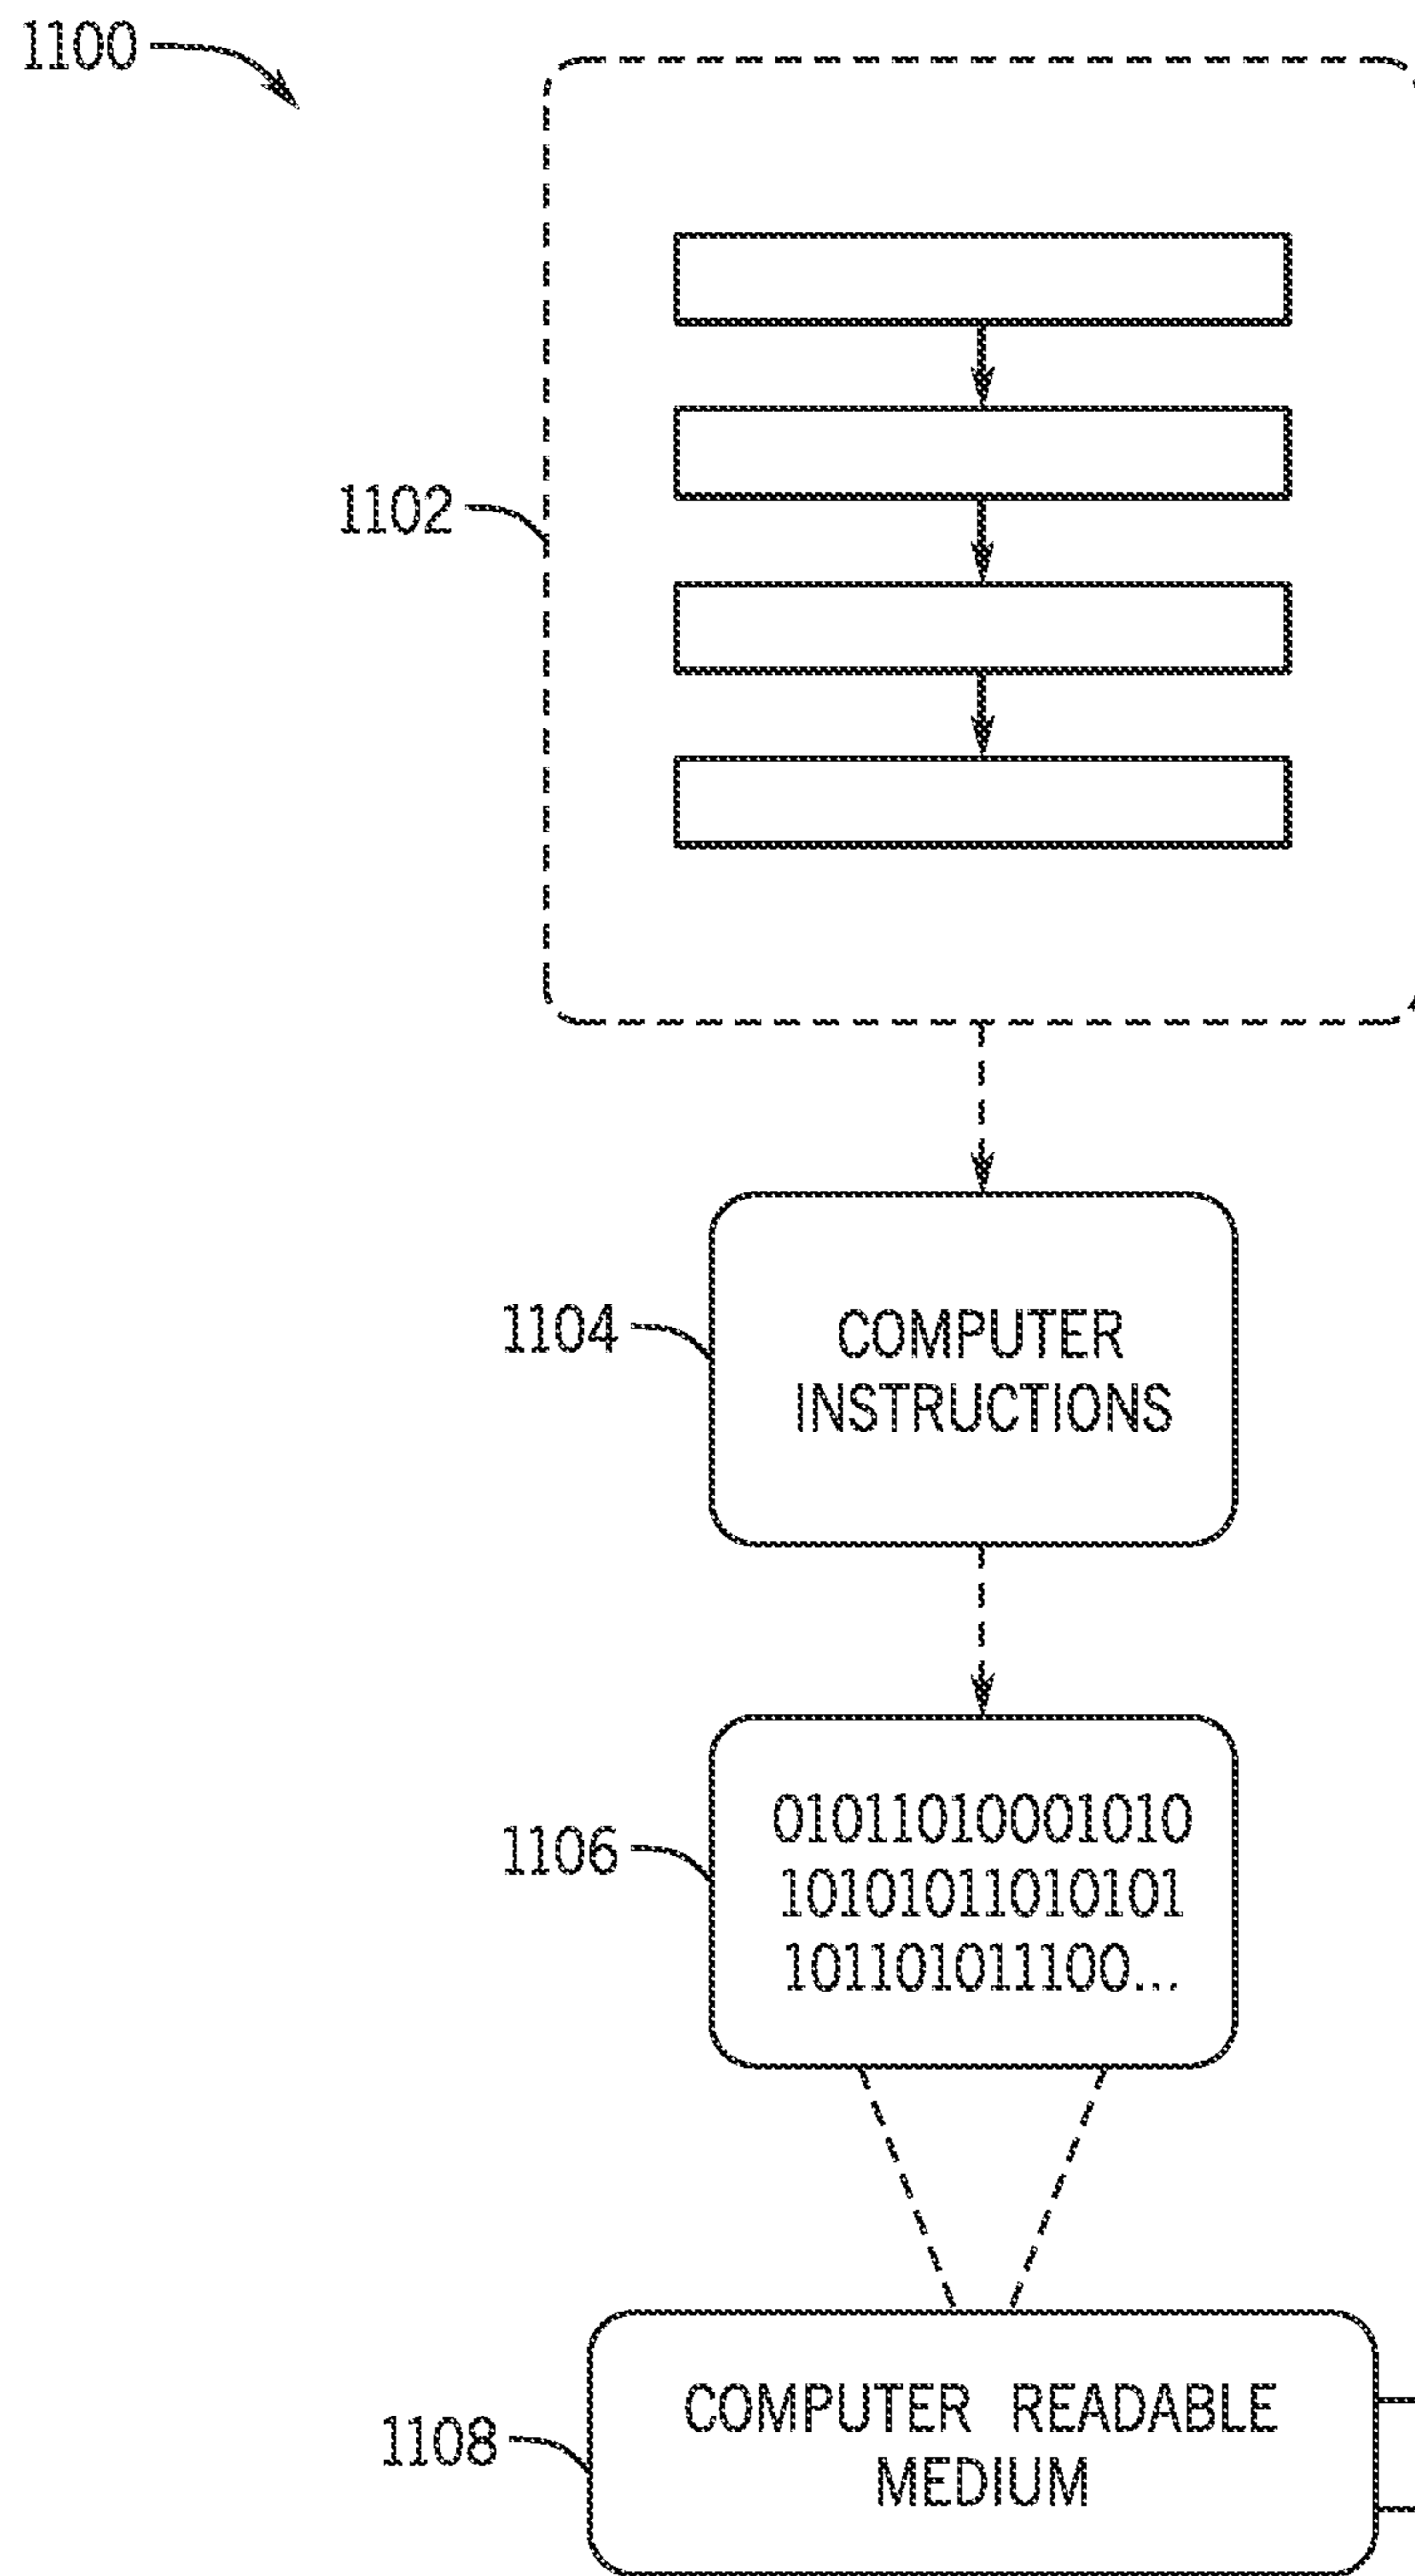 1100
1102
1104
COMPUTER
INSTRUCTIONS
1106
01011010001010
10101011010101
101101011100...
1108
COMPUTER READABLE
MEDIUM